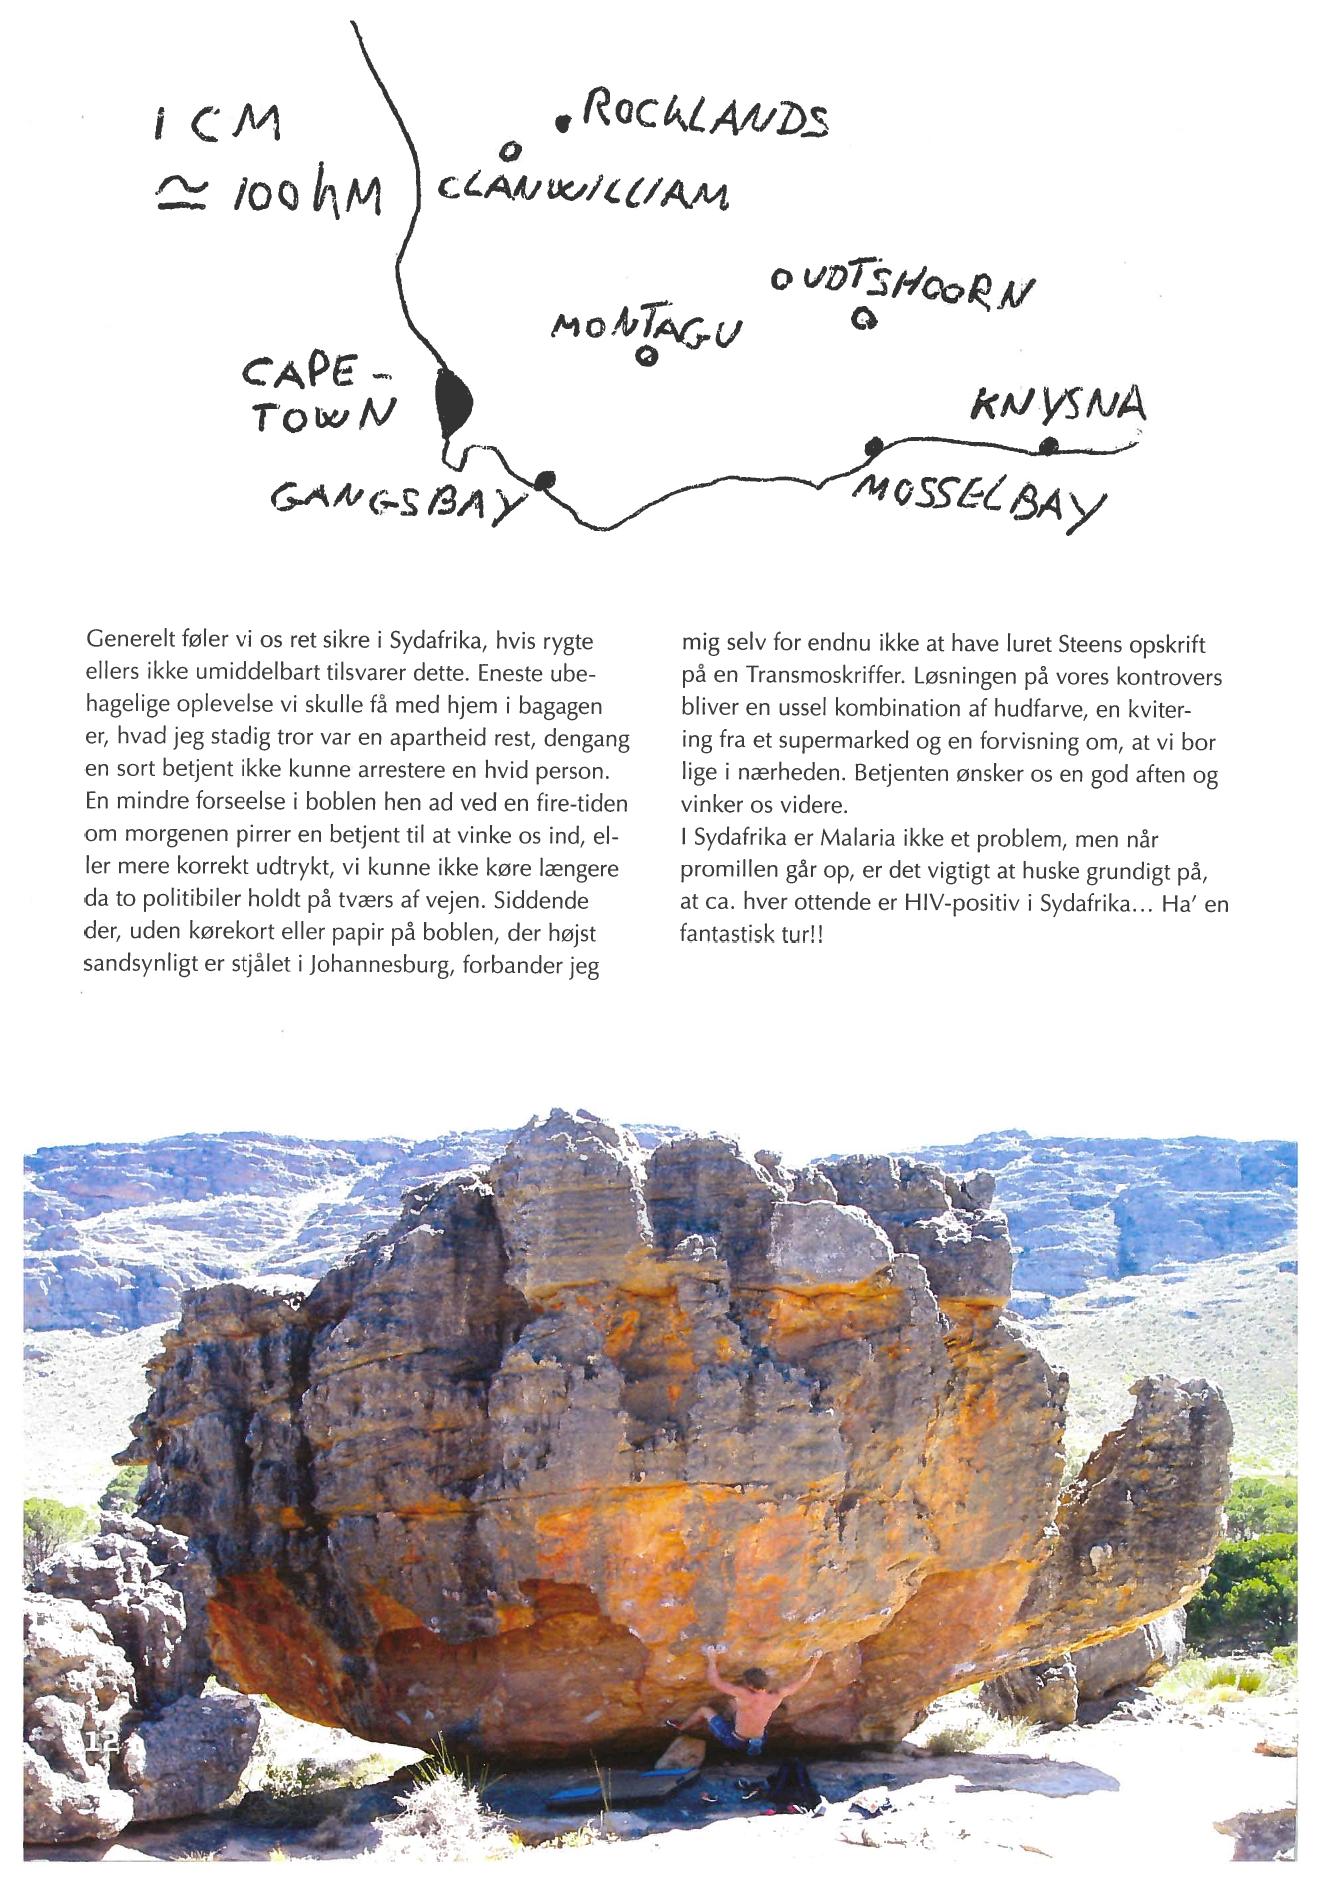 1 CM
≃ 100 kM
ROCKLANDS
CLANWILLIAM
OUDTSHOORN
MONTAGU
CAPE-
TOWN
KNYSNA
GANGSBAY
MOSSELBAY
Generelt føler vi os ret sikre i Sydafrika, hvis rygte
ellers ikke umiddelbart tilsvarer dette. Eneste ube-
hagelige oplevelse vi skulle få med hjem i bagagen
er, hvad jeg stadig tror var en apartheid rest, dengang
en sort betjent ikke kunne arrestere en hvid person.
En mindre forseelse i boblen hen ad ved en fire-tiden
om morgenen pirrer en betjent til at vinke os ind, el-
ler mere korrekt udtrykt, vi kunne ikke køre længere
da to politibiler holdt på tværs af vejen. Siddende
der, uden kørekort eller papir på boblen, der højst
sandsynligt er stjålet i Johannesburg, forbander jeg
mig selv for endnu ikke at have luret Steens opskrift
på en Transmoskriffer. Løsningen på vores kontrovers
bliver en ussel kombination af hudfarve, en kviter-
ing fra et supermarked og en forvisning om, at vi bor
lige i nærheden. Betjenten ønsker os en god aften og
vinker os videre.
I Sydafrika er Malaria ikke et problem, men når
promillen går op, er det vigtigt at huske grundigt på,
at ca. hver ottende er HIV-positiv i Sydafrika... Ha' en
fantastisk tur!!
12